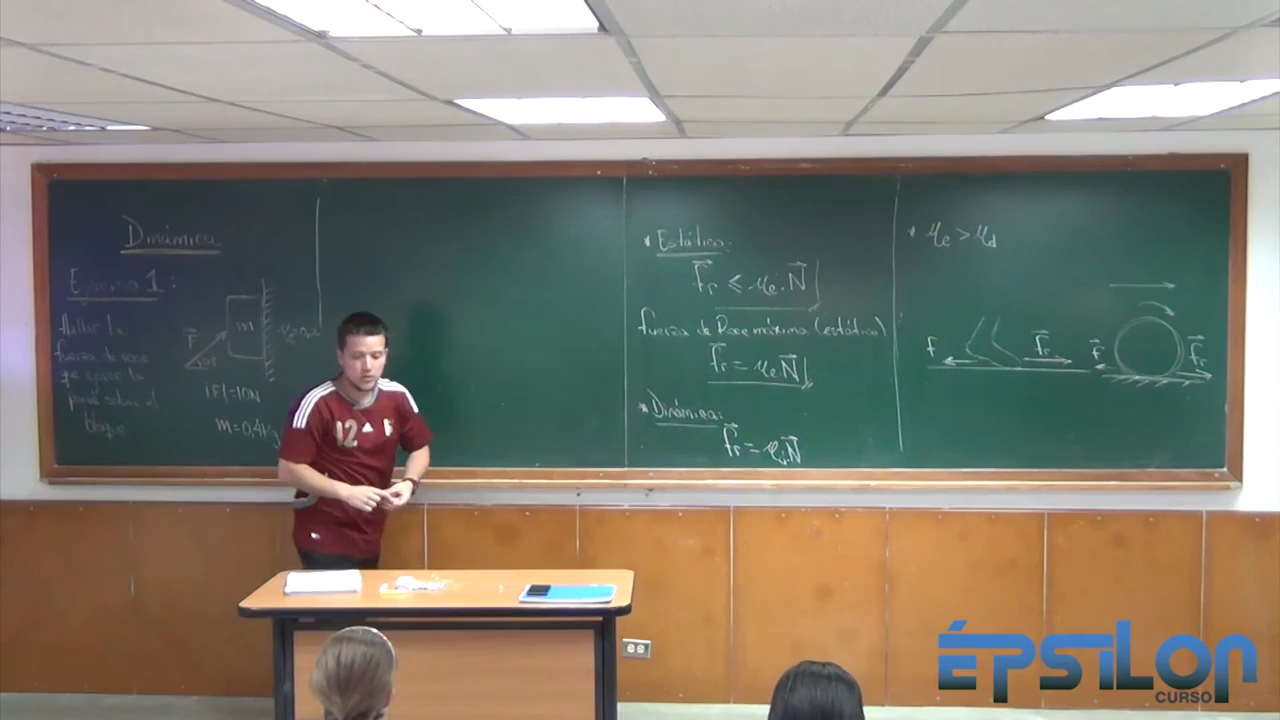 Dinámica
Ejercicio 1:
Hallar la
fuerza de roce
que ejerce la
pared sobre el
bloque
m
F
|F|=10N
m=0,4kg
* Estático:
fr ≤ μe.N
fuerza de Roce máxima (estático)
fr = μe.N
* Dinámica:
fr = μd.N
* μe > μd
f
fr
F
fr
12
ÉPSILON
CURSO